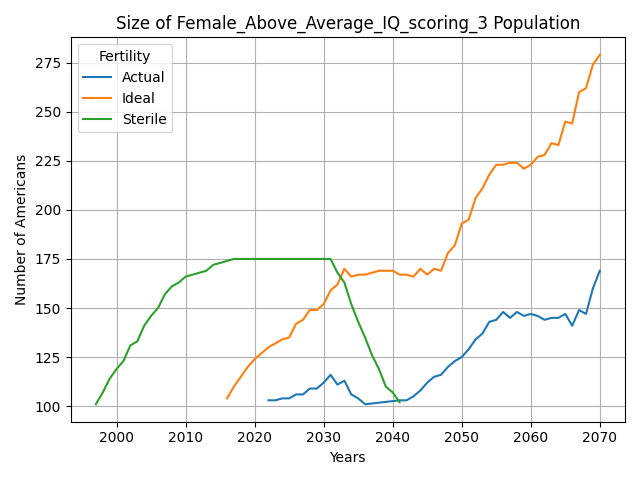 Size of Female_Above_Average_IQ_scoring_3 Population
Fertility
Actual
Ideal
Sterile
Number of Americans
275
250
225
200
175
150
125
100
2000 2010 2020 2030 2040 2050 2060 2070
Years